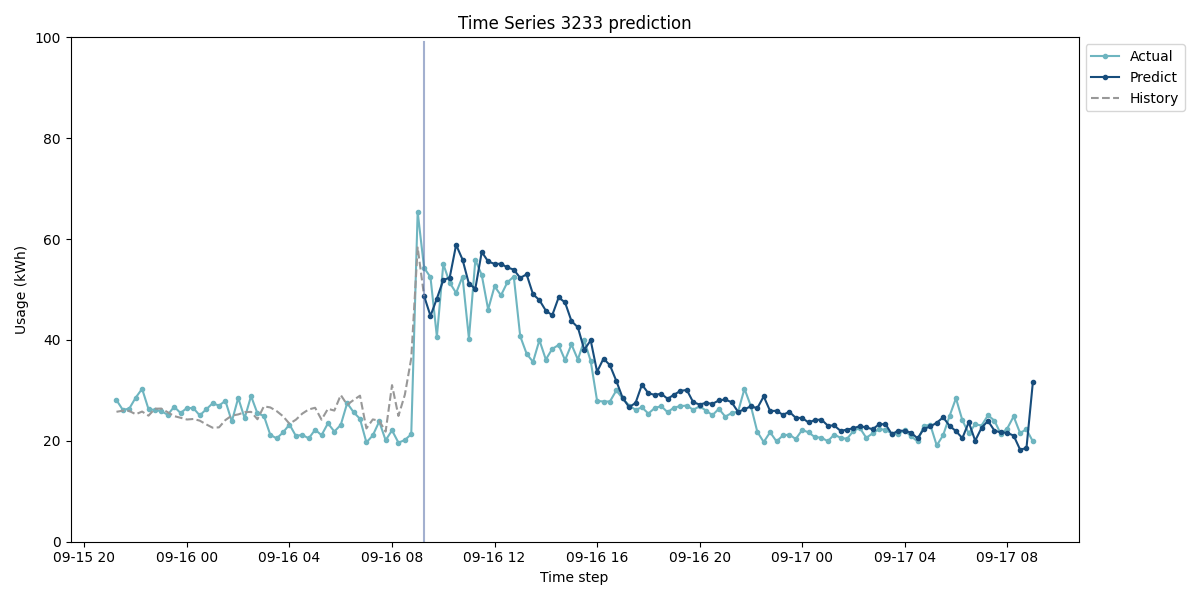 Time Series 3233 prediction
100
80
60
40
20
0
Usage (kWh)
09-15 20 09-16 00 09-16 04 09-16 08 09-16 12 09-16 16 09-16 20 09-17 00 09-17 04 09-17 08
Time step
Actual
Predict
History